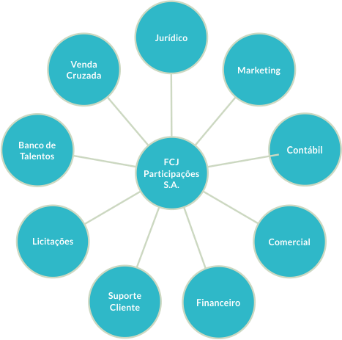 Jurídico
Venda
Cruzada
Marketing
Banco de
Talentos
FCJ
Participações
S.A.
Contábil
Licitações
Comercial
Suporte
Cliente
Financeiro